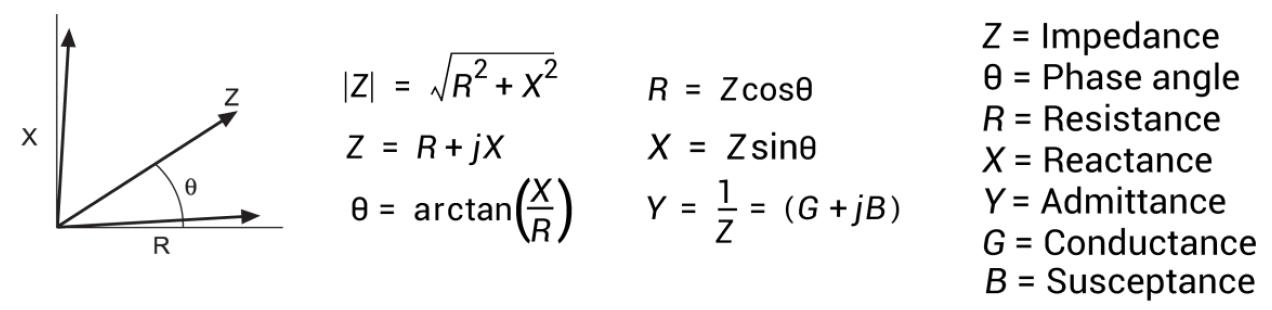 X
Z
θ
R
|Z| = √R² + X²
Z = R + jX
θ = arctan(X/R)
R = Zcosθ
X = Zsinθ
Y = 1/Z = (G + jB)
Z = Impedance
θ = Phase angle
R = Resistance
X = Reactance
Y = Admittance
G = Conductance
B = Susceptance